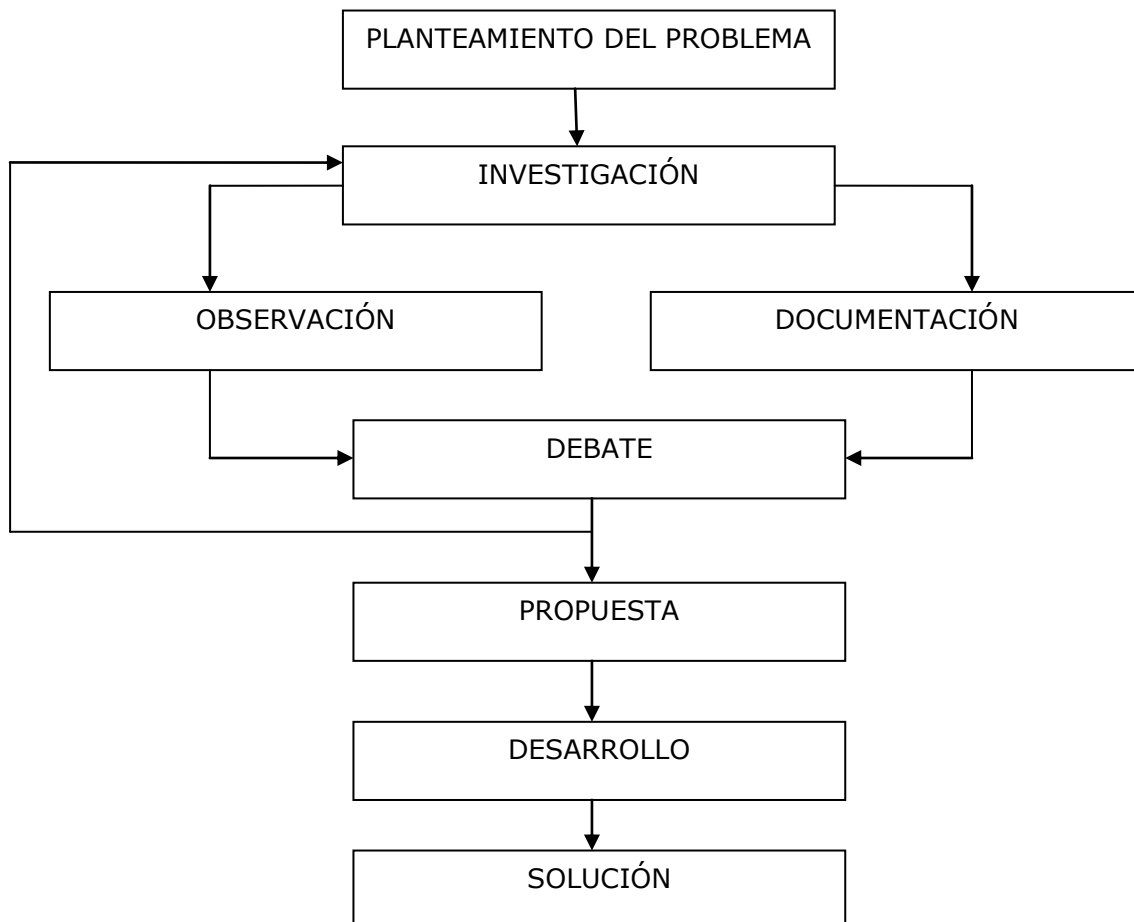 PLANTEAMIENTO DEL PROBLEMA
INVESTIGACIÓN
OBSERVACIÓN
DOCUMENTACIÓN
DEBATE
PROPUESTA
DESARROLLO
SOLUCIÓN